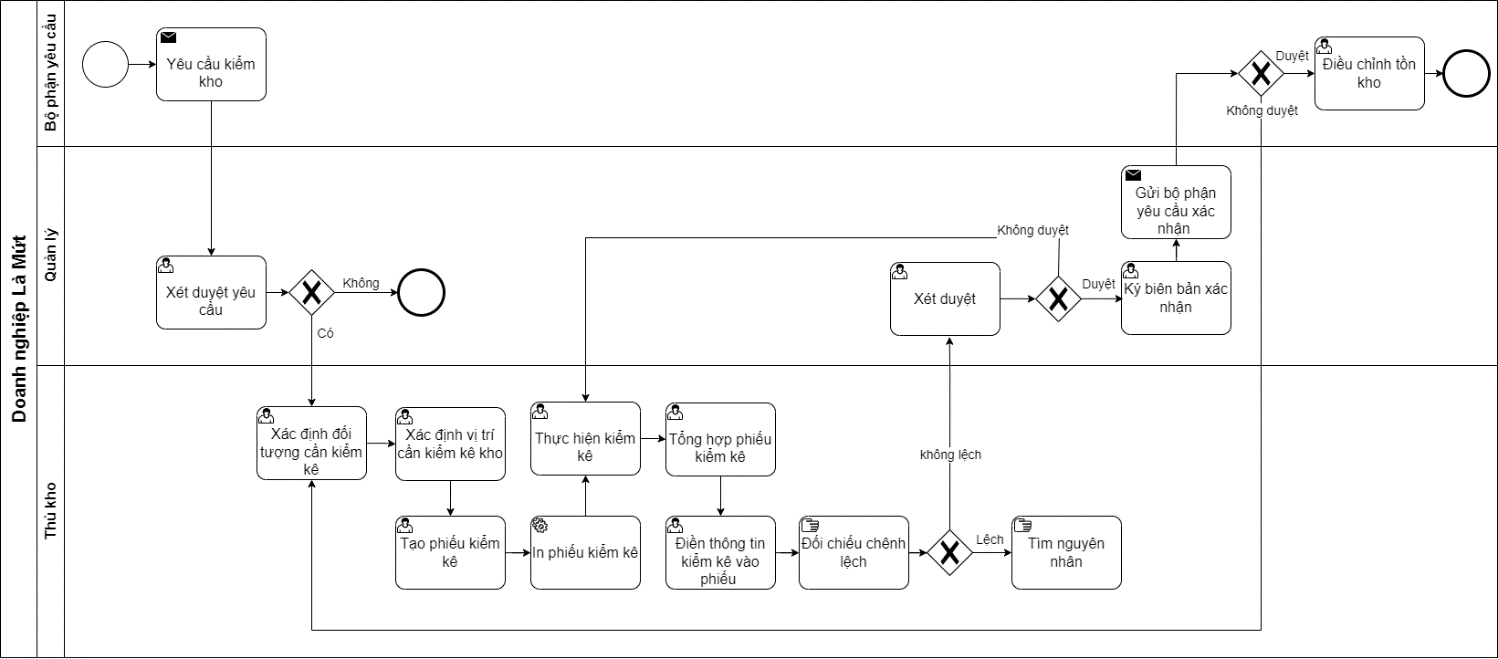 Doanh nghiệp Là Mứt
Bộ phận yêu cầu
Yêu cầu kiểm
kho
Duyệt
Điều chỉnh tồn
kho
Không duyệt
Quản lý
Xét duyệt yêu
cầu
Không
Có
Không duyệt
Xét duyệt
Duyệt
Ký biên bản xác
nhận
Gửi bộ phận
yêu cầu xác
nhận
Thủ kho
Xác định đối
tượng cần kiểm
kê
Xác định vị trí
cần kiểm kê kho
Tạo phiếu kiểm
kê
In phiếu kiểm kê
Thực hiện kiểm
kê
Tổng hợp phiếu
kiểm kê
Điền thông tin
kiểm kê vào
phiếu
Đối chiếu chênh
lệch
không lệch
Lệch
Tìm nguyên
nhân